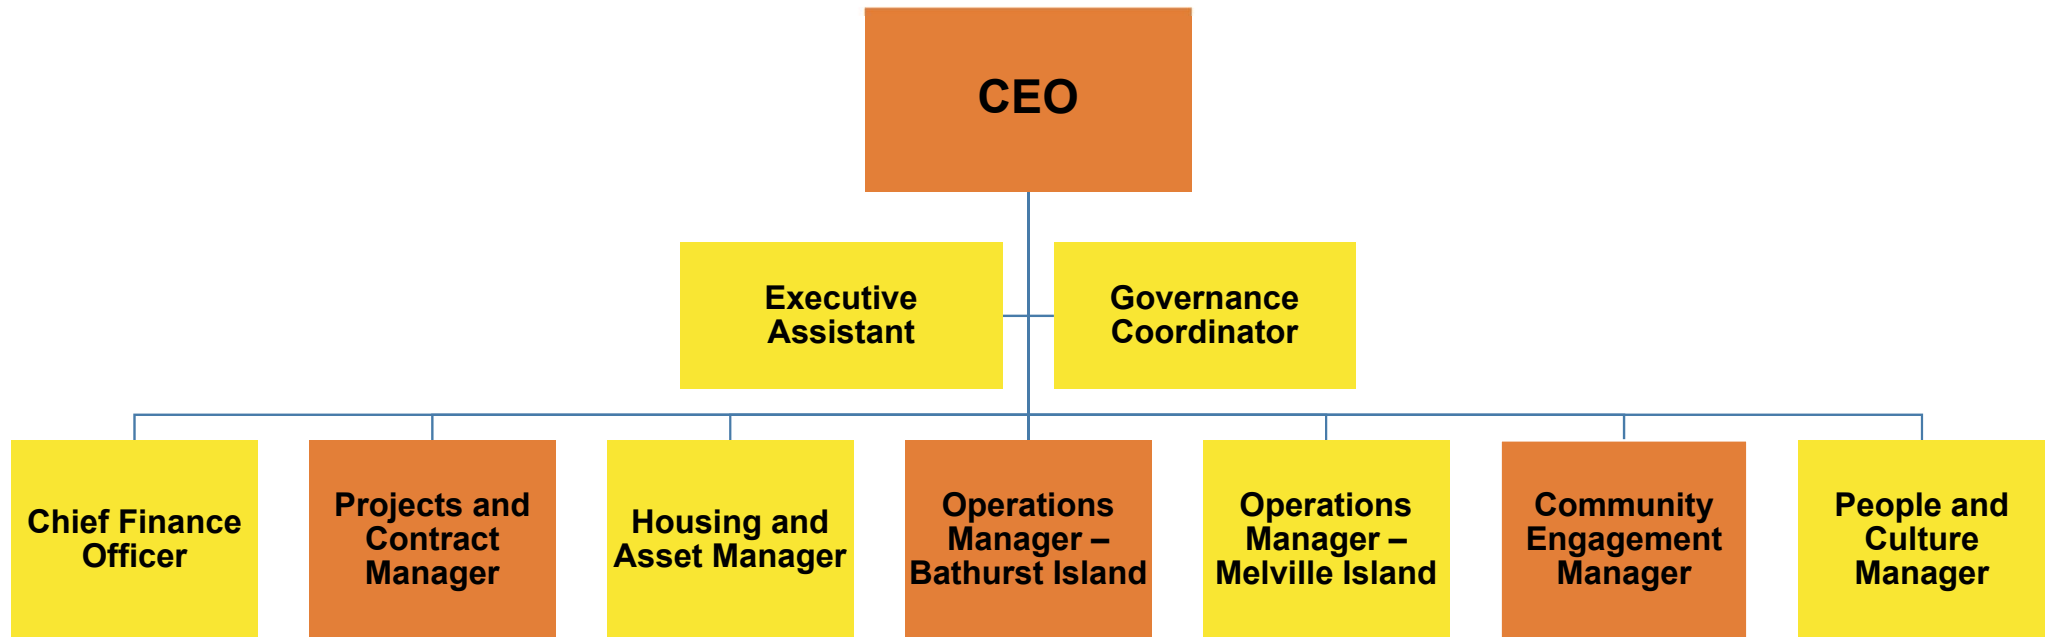 CEO
Executive
Assistant
Governance
Coordinator
Chief Finance
Officer
Projects and
Contract
Manager
Housing and
Asset Manager
Operations
Manager –
Bathurst Island
Operations
Manager –
Melville Island
Community
Engagement
Manager
People and
Culture
Manager